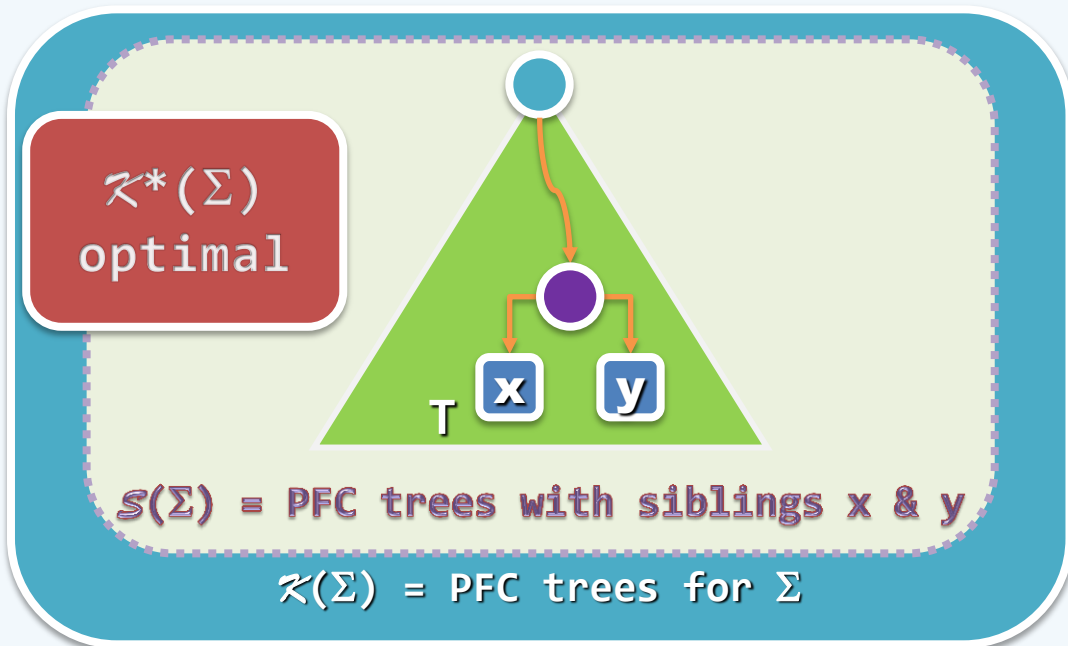 𝒦*(Σ)
optimal
x
y
T
𝒮(Σ) = PFC trees with siblings x & y
𝒦(Σ) = PFC trees for Σ